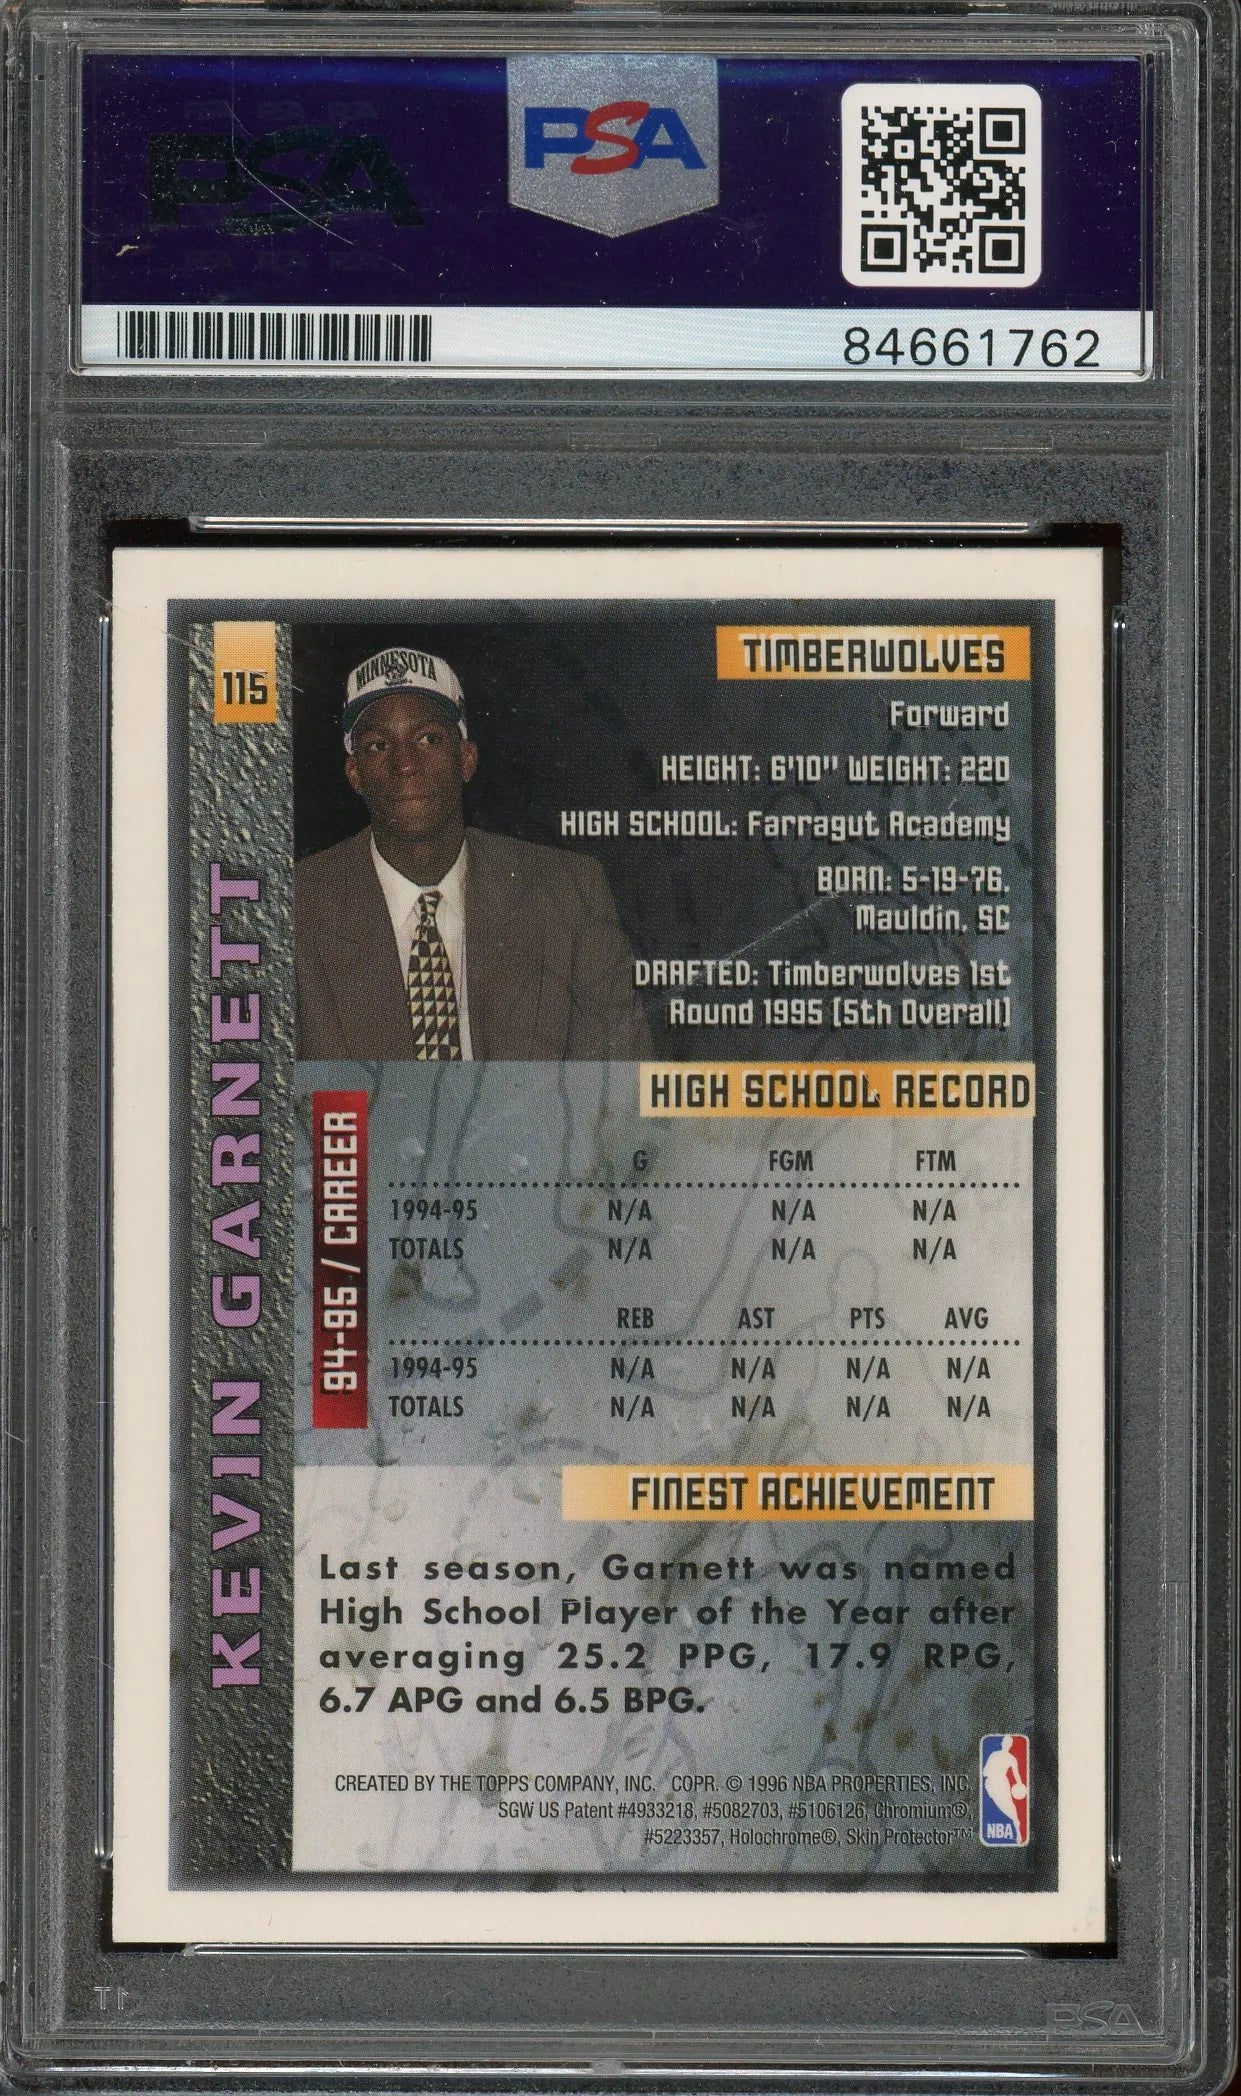 PSA
PSA
84661762
115
MINNESOTA
TIMBERWOLVES
Forward
HEIGHT: 6'10" WEIGHT: 220
HIGH SCHOOL: Farragut Academy
BORN: 5-19-76,
Mauldin, SC
DRAFTED: Timberwolves 1st
Round 1995 (5th Overall)
KEVIN GARNETT
HIGH SCHOOL RECORD
94-95 / CAREER
G FGM FTM
1994-95 N/A N/A N/A
TOTALS N/A N/A N/A
REB AST PTS AVG
1994-95 N/A N/A N/A N/A
TOTALS N/A N/A N/A N/A
FINEST ACHIEVEMENT
Last season, Garnett was named
High School Player of the Year after
averaging 25.2 PPG, 17.9 RPG,
6.7 APG and 6.5 BPG.
CREATED BY THE TOPPS COMPANY, INC. COPR. © 1996 NBA PROPERTIES, INC.
SGW US Patent #4933218, #5082703, #5106126, Chromium®,
#5223357, Holochrome®, Skin Protector™
NBA
PSA